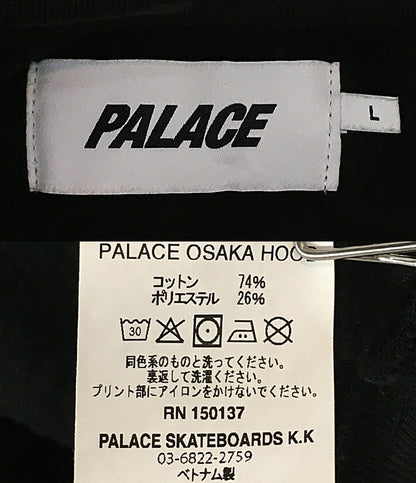 PALACE
L
PALACE OSAKA HOO
コットン 74%
ポリエステル 26%
30
同色系のものと洗ってください。
裏返して洗濯ください。
プリント部にアイロンをかけないでください。
RN 150137
PALACE SKATEBOARDS K.K
03-6822-2759
ベトナム製